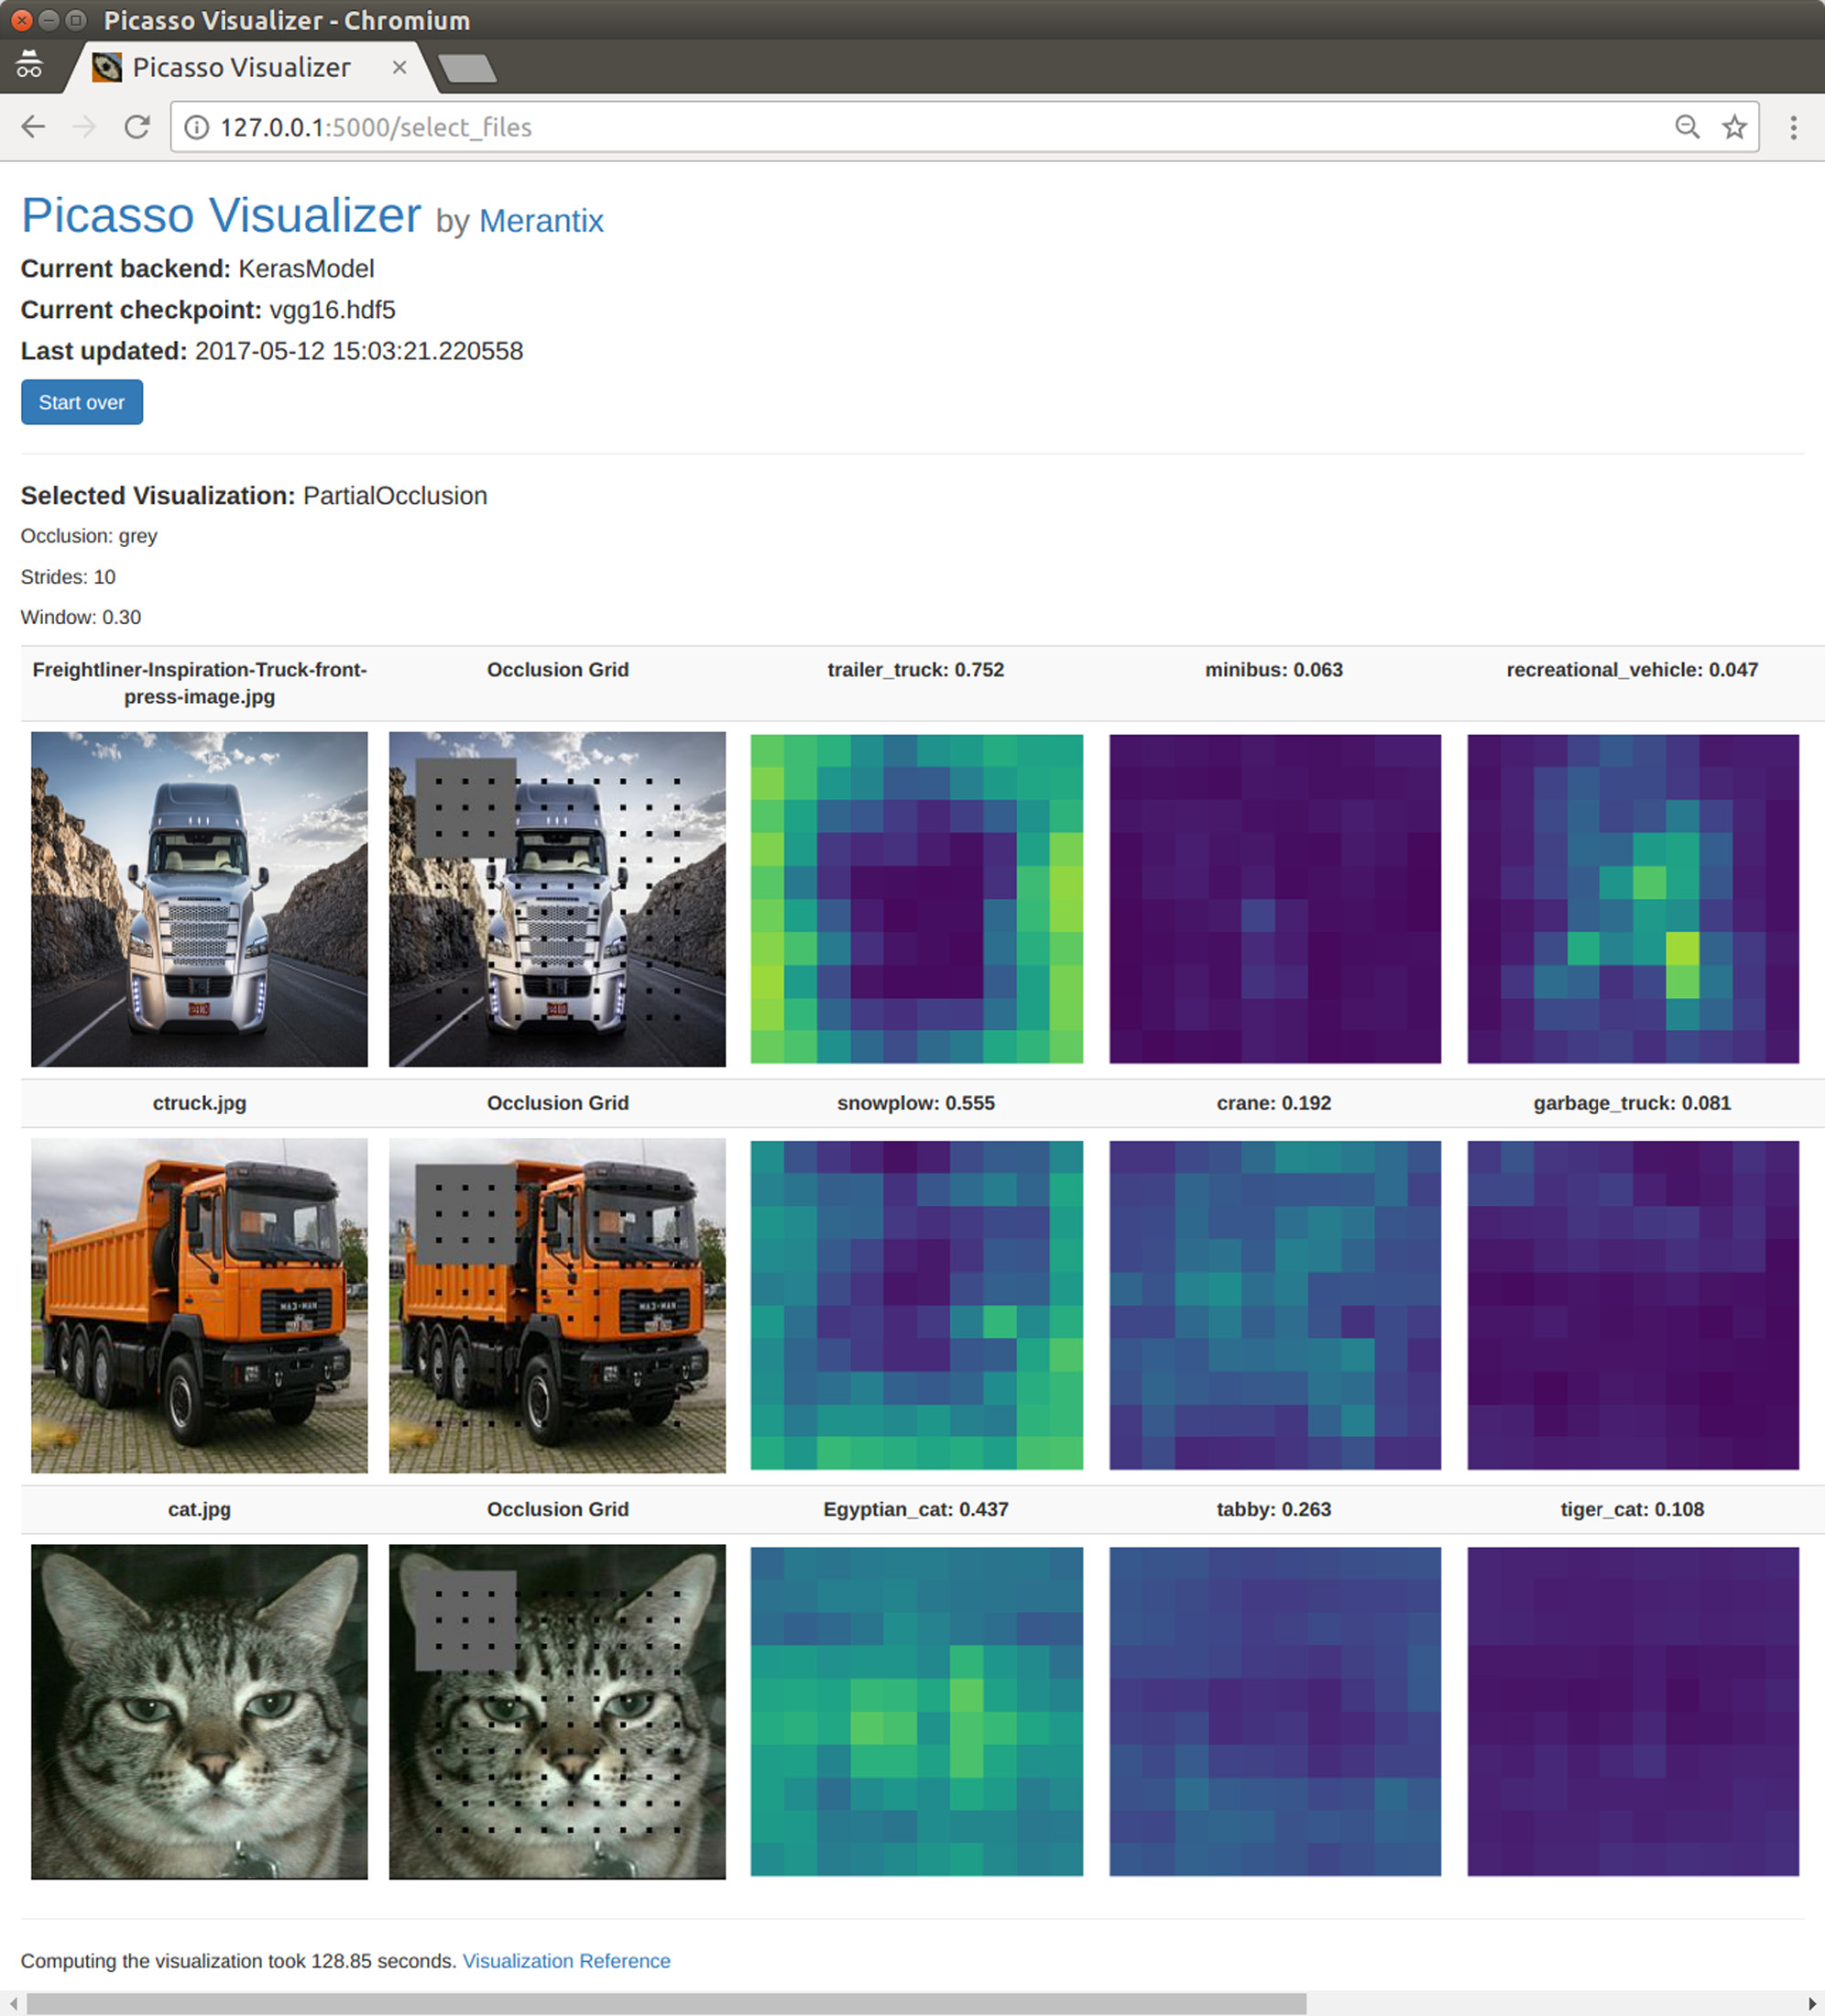 Picasso Visualizer - Chromium
Picasso Visualizer
127.0.0.1:5000/select_files
Picasso Visualizer by Merantix
Current backend: KerasModel
Current checkpoint: vgg16.hdf5
Last updated: 2017-05-12 15:03:21.220558
Start over
Selected Visualization: PartialOcclusion
Occlusion: grey
Strides: 10
Window: 0.30
Freightliner-Inspiration-Truck-front-
press-image.jpg
Occlusion Grid
trailer_truck: 0.752
minibus: 0.063
recreational_vehicle: 0.047
ctruck.jpg
Occlusion Grid
snowplow: 0.555
crane: 0.192
garbage_truck: 0.081
cat.jpg
Occlusion Grid
Egyptian_cat: 0.437
tabby: 0.263
tiger_cat: 0.108
Computing the visualization took 128.85 seconds. Visualization Reference